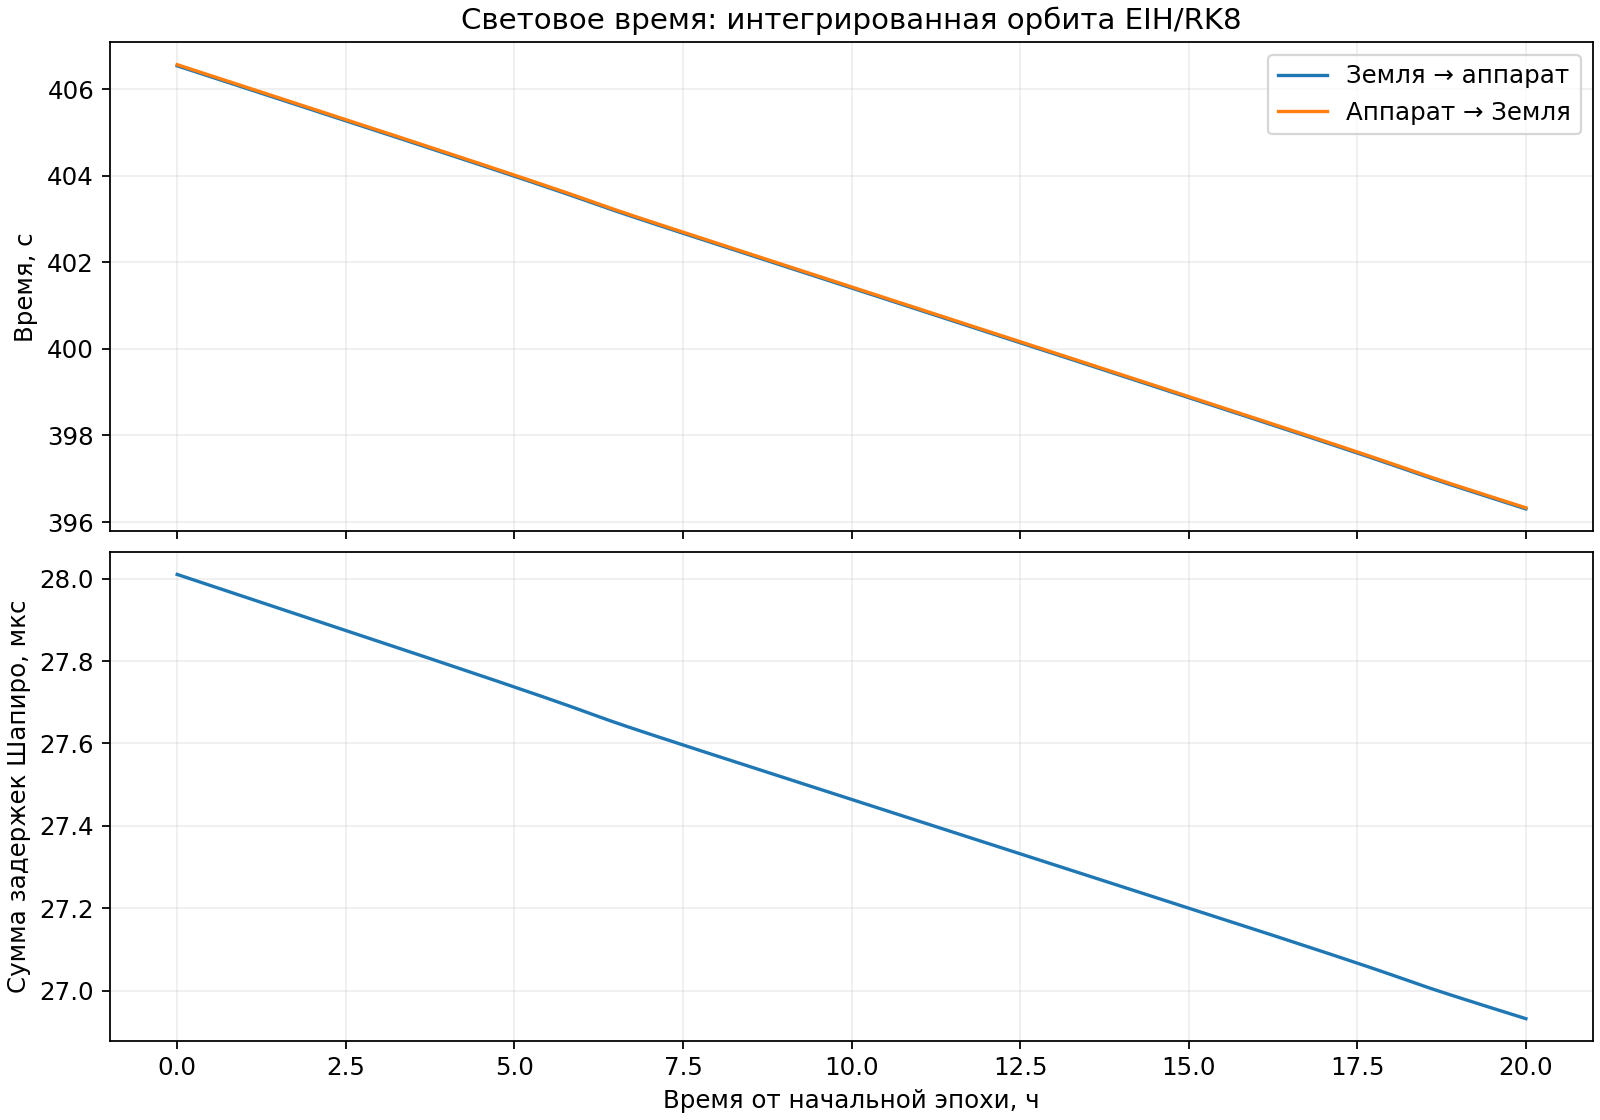 Световое время: интегрированная орбита EIH/RK8
Земля → аппарат
Аппарат → Земля
Время, с
406
404
402
400
398
396
Сумма задержек Шапиро, мкс
28.0
27.8
27.6
27.4
27.2
27.0
0.0 2.5 5.0 7.5 10.0 12.5 15.0 17.5 20.0
Время от начальной эпохи, ч